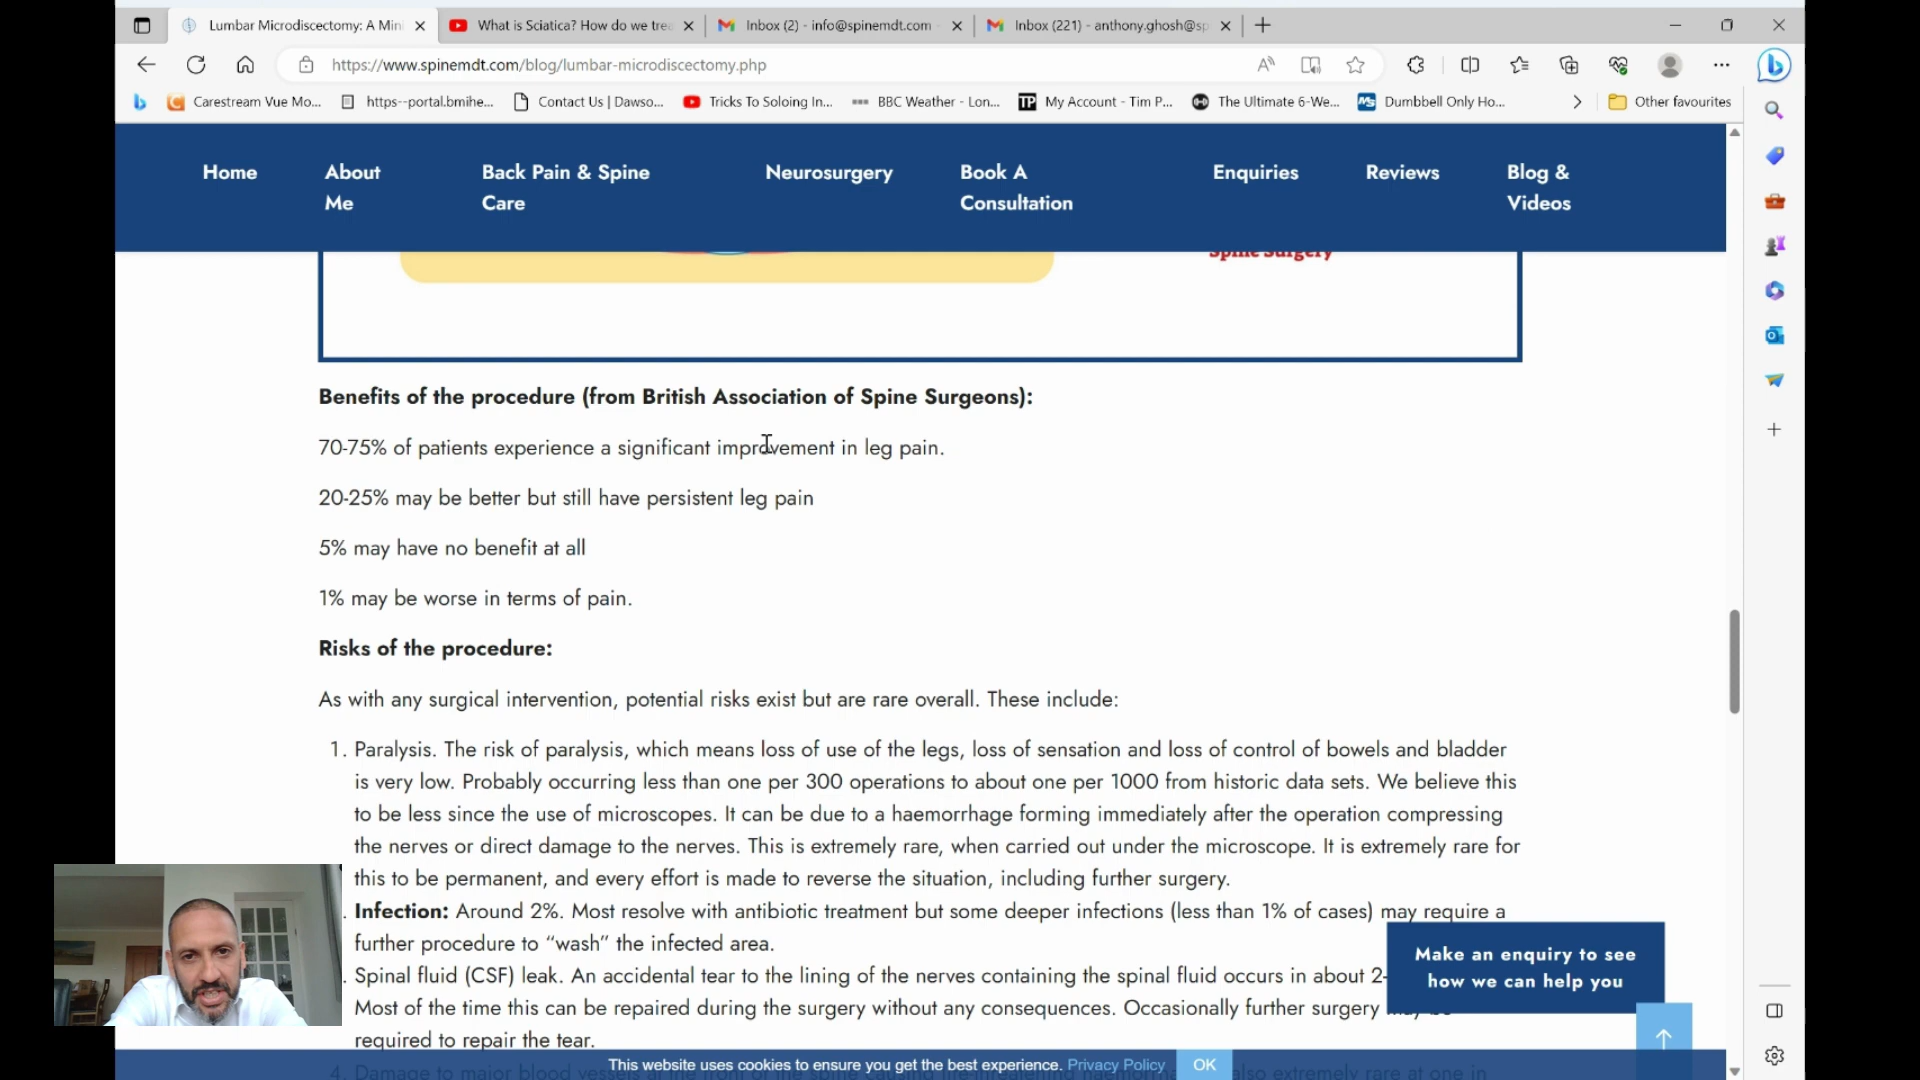 Lumbar Microdiscectomy: A Min
What is Sciatica? How do we trea
Inbox (2) - info@spinemdt.com
Inbox (221) - anthony.ghosh@sp
https://www.spinemdt.com/blog/lumbar-microdiscectomy.php
Carestream Vue Mo...
https--portal.bmihe...
Contact Us | Dawso...
Tricks To Soloing In...
BBC Weather - Lon...
TP
My Account - Tim P...
The Ultimate 6-We...
Dumbbell Only Ho...
Other favourites
Home
About Me
Back Pain & Spine Care
Neurosurgery
Book A Consultation
Enquiries
Reviews
Blog & Videos
Spine Surgery
Benefits of the procedure (from British Association of Spine Surgeons):
70-75% of patients experience a significant improvement in leg pain.
20-25% may be better but still have persistent leg pain
5% may have no benefit at all
1% may be worse in terms of pain.
Risks of the procedure:
As with any surgical intervention, potential risks exist but are rare overall. These include:
1. Paralysis. The risk of paralysis, which means loss of use of the legs, loss of sensation and loss of control of bowels and bladder
is very low. Probably occurring less than one per 300 operations to about one per 1000 from historic data sets. We believe this
to be less since the use of microscopes. It can be due to a haemorrhage forming immediately after the operation compressing
the nerves or direct damage to the nerves. This is extremely rare, when carried out under the microscope. It is extremely rare for
this to be permanent, and every effort is made to reverse the situation, including further surgery.
. Infection: Around 2%. Most resolve with antibiotic treatment but some deeper infections (less than 1% of cases) may require a
further procedure to “wash” the infected area.
. Spinal fluid (CSF) leak. An accidental tear to the lining of the nerves containing the spinal fluid occurs in about 2-
Most of the time this can be repaired during the surgery without any consequences. Occasionally further surgery may be
required to repair the tear.
4. Damage to major blood vessels at the front of the spine causing life-threatening haemorrhage also extremely rare at one in
Make an enquiry to see
how we can help you
This website uses cookies to ensure you get the best experience. Privacy Policy OK